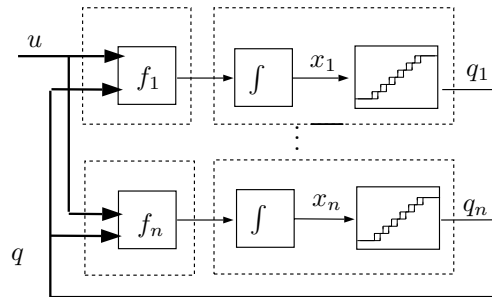 u
f₁ ∫ x₁ q₁
⋮
fₙ ∫ xₙ qₙ
q